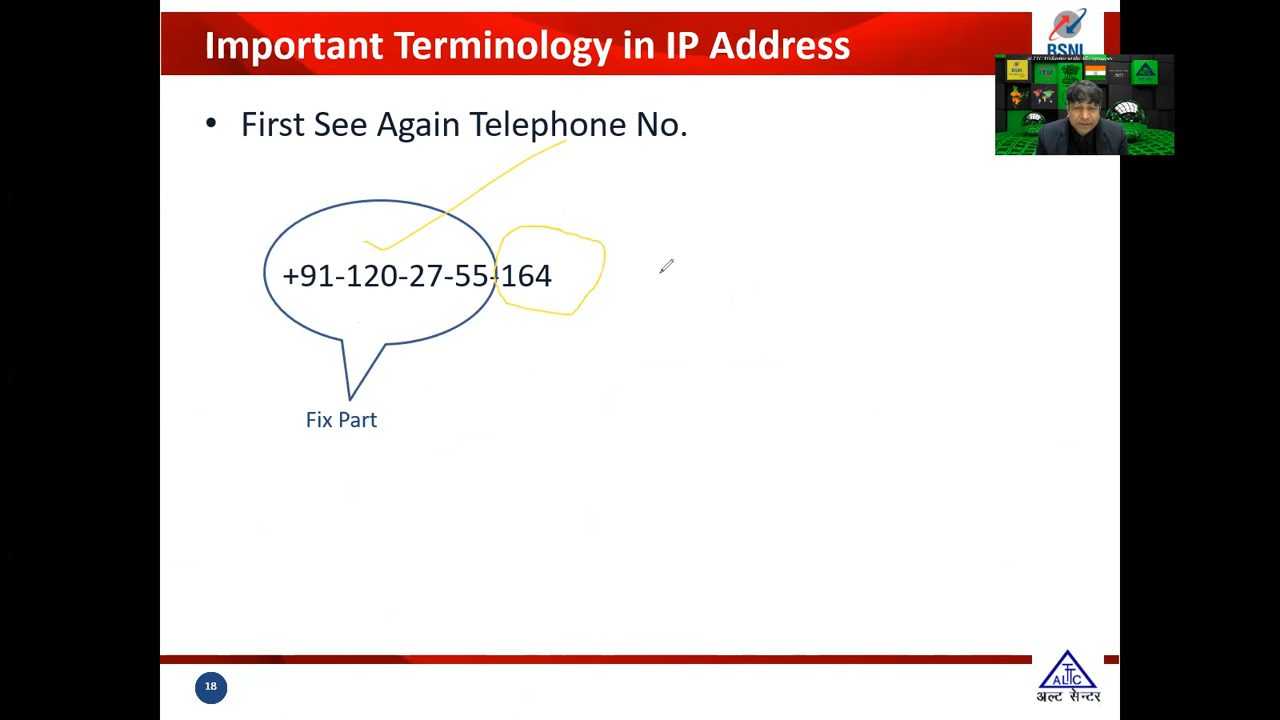 Important Terminology in IP Address
BSNL
• First See Again Telephone No.
+91-120-27-55-164
Fix Part
18
ALTTC
अल्ट सेन्टर